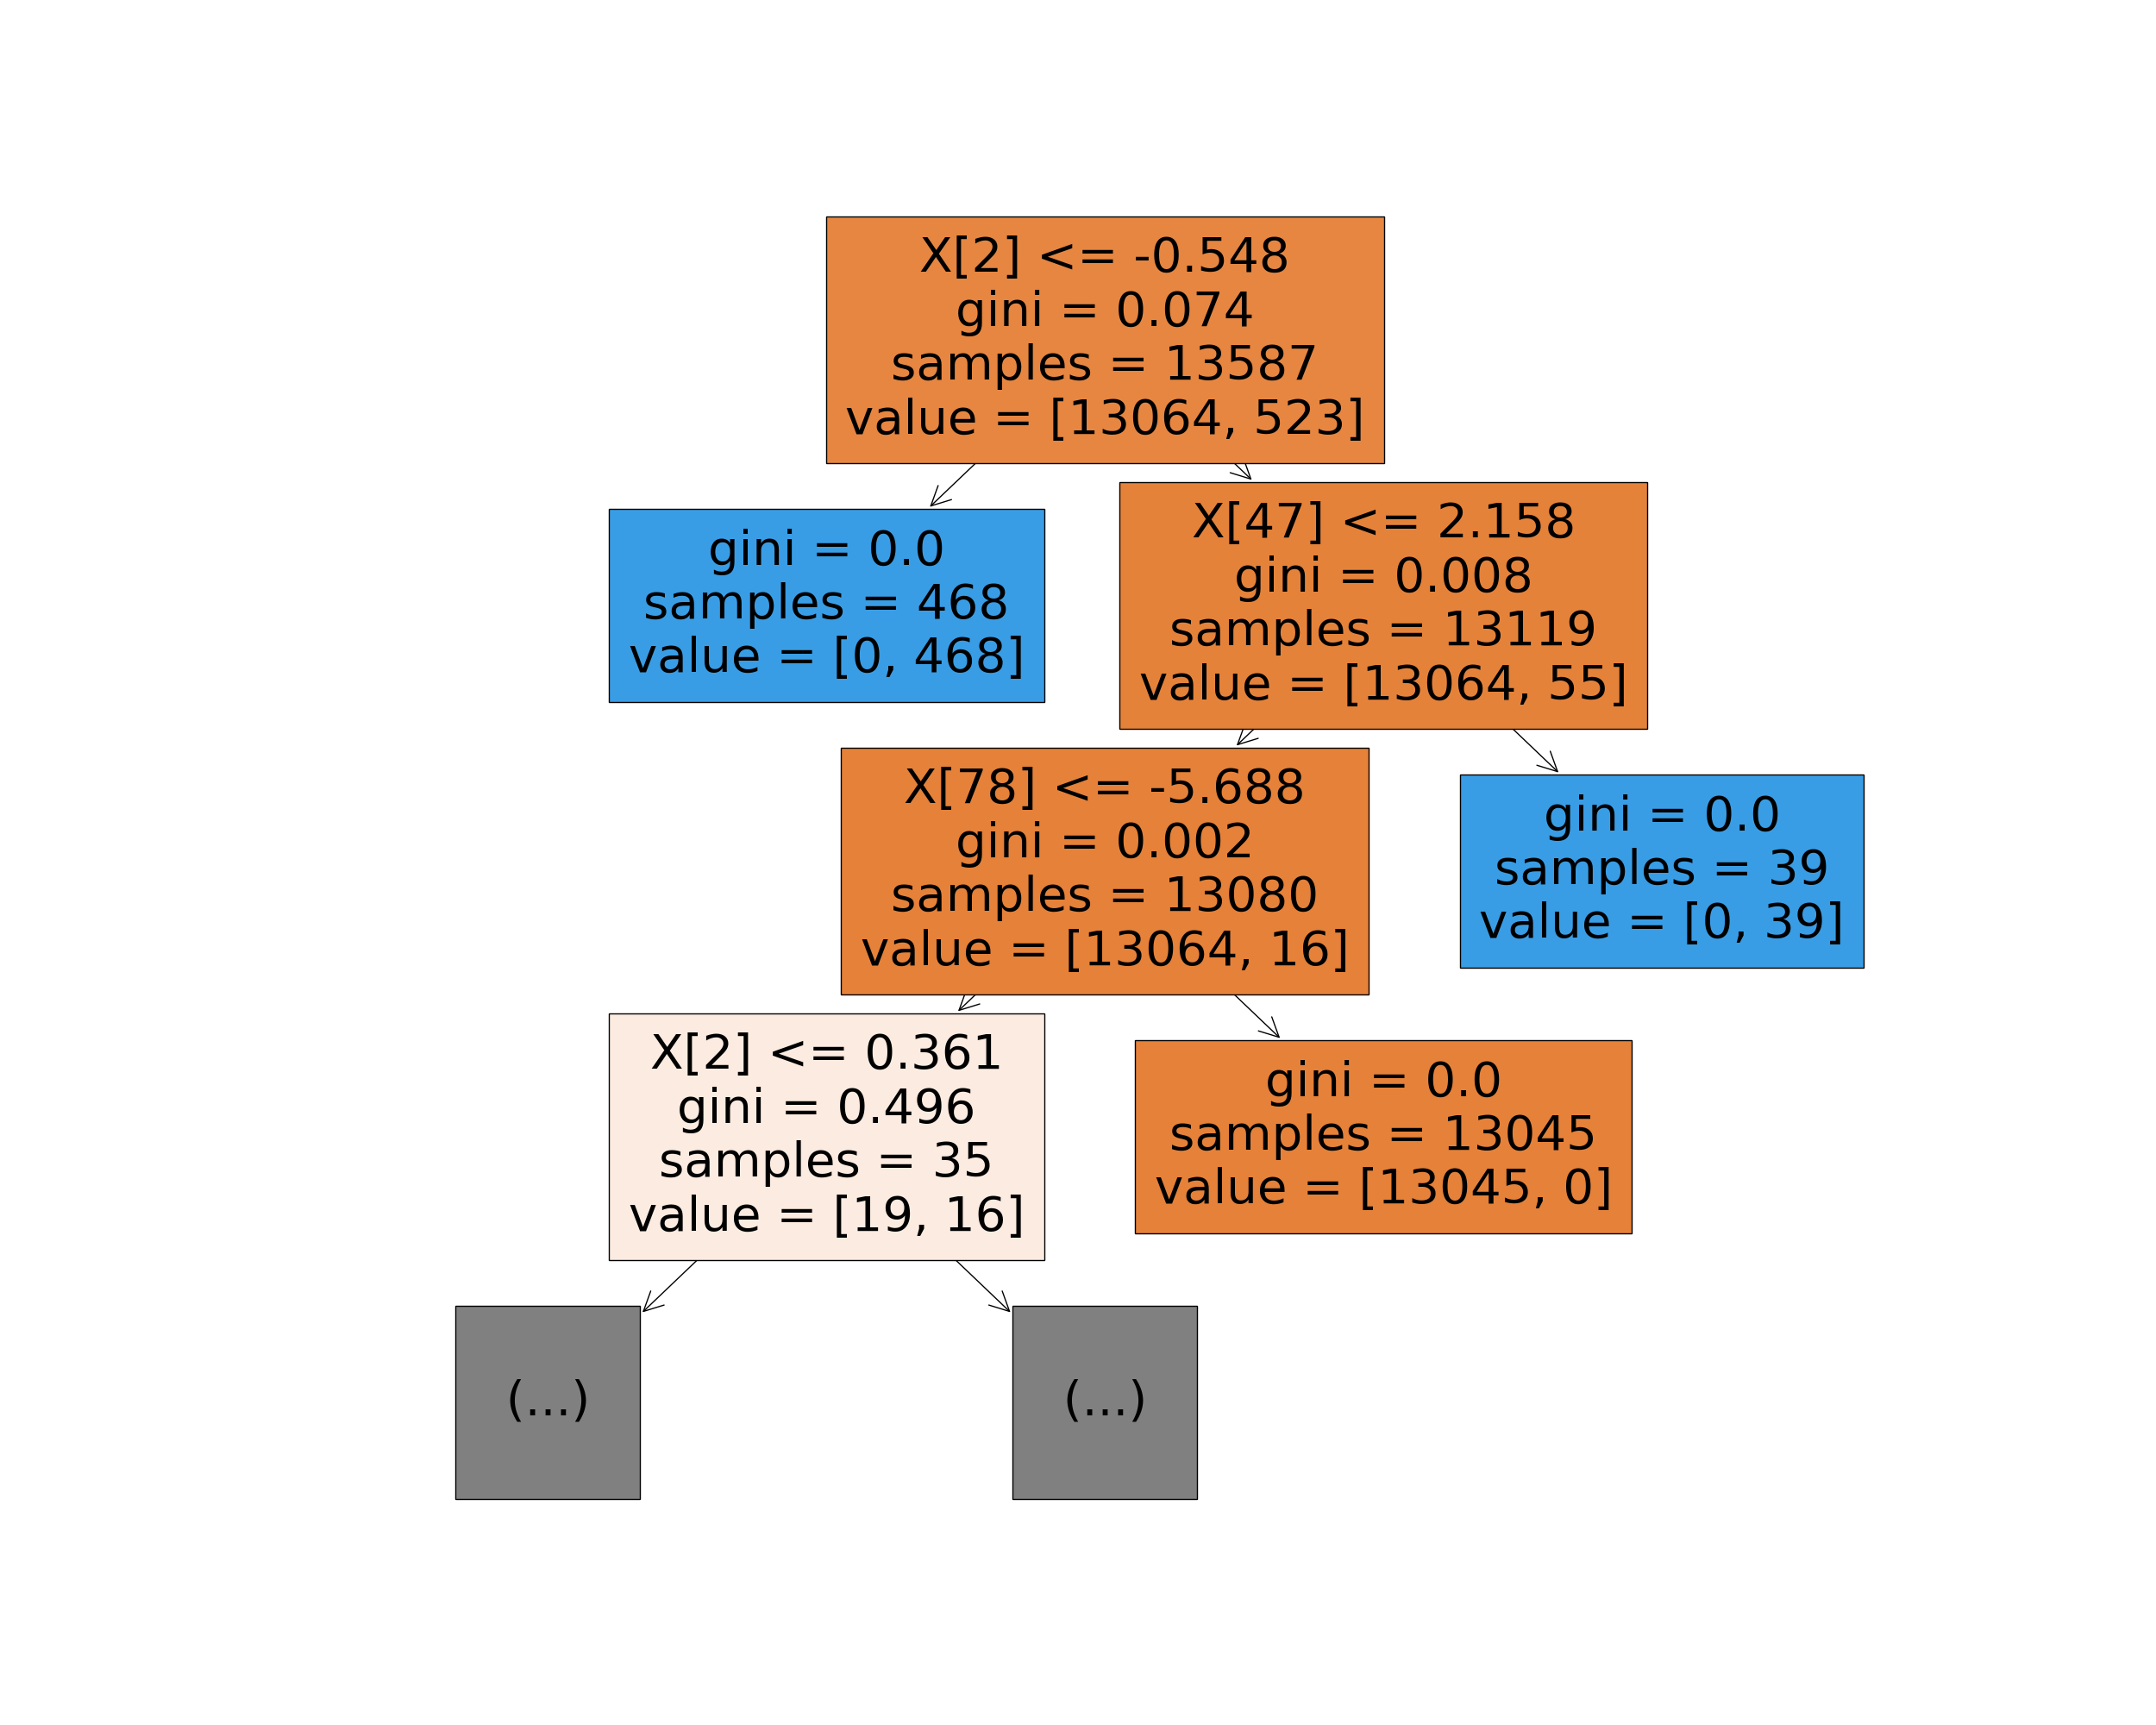 X[2] <= -0.548
gini = 0.074
samples = 13587
value = [13064, 523]
gini = 0.0
samples = 468
value = [0, 468]
X[47] <= 2.158
gini = 0.008
samples = 13119
value = [13064, 55]
X[78] <= -5.688
gini = 0.002
samples = 13080
value = [13064, 16]
gini = 0.0
samples = 39
value = [0, 39]
X[2] <= 0.361
gini = 0.496
samples = 35
value = [19, 16]
gini = 0.0
samples = 13045
value = [13045, 0]
(...)
(...)